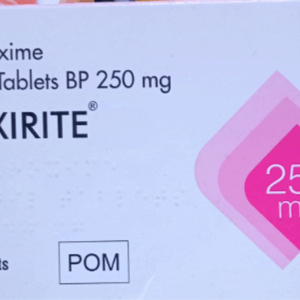 xime
Tablets BP 250 mg
XIRITE®
25
m
ts
POM